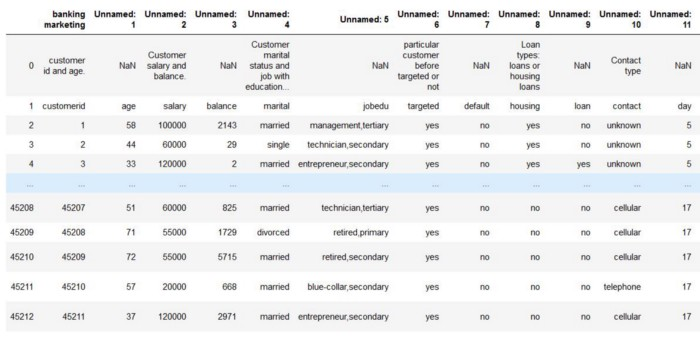 banking marketing Unnamed: 1 Unnamed: 2 Unnamed: 3 Unnamed: 4 Unnamed: 5 Unnamed: 6 Unnamed: 7 Unnamed: 8 Unnamed: 9 Unnamed: 10 Unnamed: 11
0 customer id and age. NaN Customer salary and balance. NaN Customer marital status and job with education... NaN particular customer before targeted or not NaN Loan types: loans or housing loans NaN Contact type NaN
1 customerid age salary balance marital jobedu targeted default housing loan contact day
2 1 58 100000 2143 married management,tertiary yes no yes no unknown 5
3 2 44 60000 29 single technician,secondary yes no yes no unknown 5
4 3 33 120000 2 married entrepreneur,secondary yes no yes yes unknown 5
... ... ... ... ... ... ... ... ... ... ... ... ...
45208 45207 51 60000 825 married technician,tertiary yes no no no cellular 17
45209 45208 71 55000 1729 divorced retired,primary yes no no no cellular 17
45210 45209 72 55000 5715 married retired,secondary yes no no no cellular 17
45211 45210 57 20000 668 married blue-collar,secondary yes no no no telephone 17
45212 45211 37 120000 2971 married entrepreneur,secondary yes no no no cellular 17